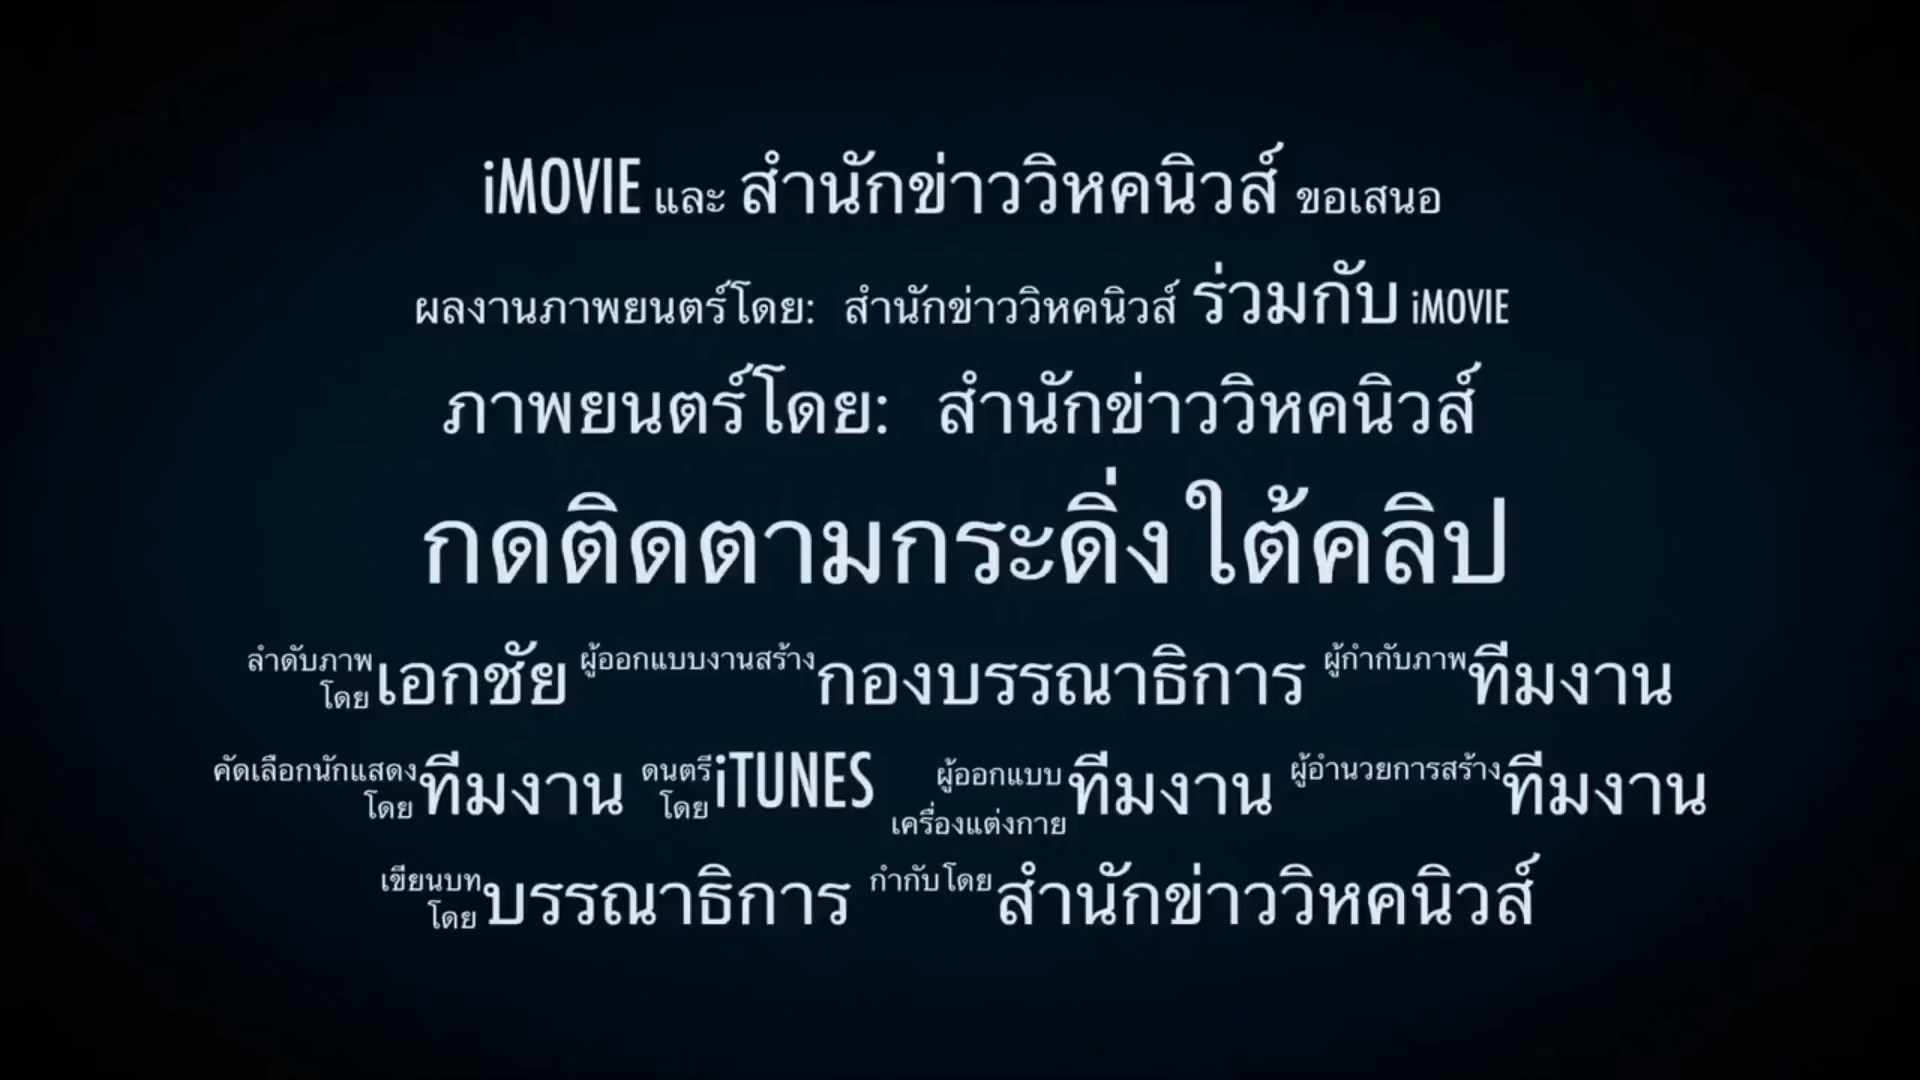 iMOVIE และ สำนักข่าววิหคนิวส์ ขอเสนอ
ผลงานภาพยนตร์โดย: สำนักข่าววิหคนิวส์ ร่วมกับ iMOVIE
ภาพยนตร์โดย: สำนักข่าววิหคนิวส์
กดติดตามกระดิ่งใต้คลิป
ลำดับภาพโดย เอกชัย ผู้ออกแบบงานสร้าง กองบรรณาธิการ ผู้กำกับภาพ ทีมงาน
คัดเลือกนักแสดงโดย ทีมงาน ดนตรีโดย iTUNES ผู้ออกแบบเครื่องแต่งกาย ทีมงาน ผู้อำนวยการสร้าง ทีมงาน
เขียนบทโดย บรรณาธิการ กำกับโดย สำนักข่าววิหคนิวส์